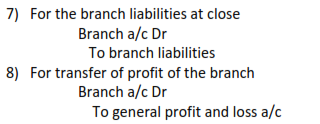 7) For the branch liabilities at close
Branch a/c Dr
To branch liabilities
8) For transfer of profit of the branch
Branch a/c Dr
To general profit and loss a/c